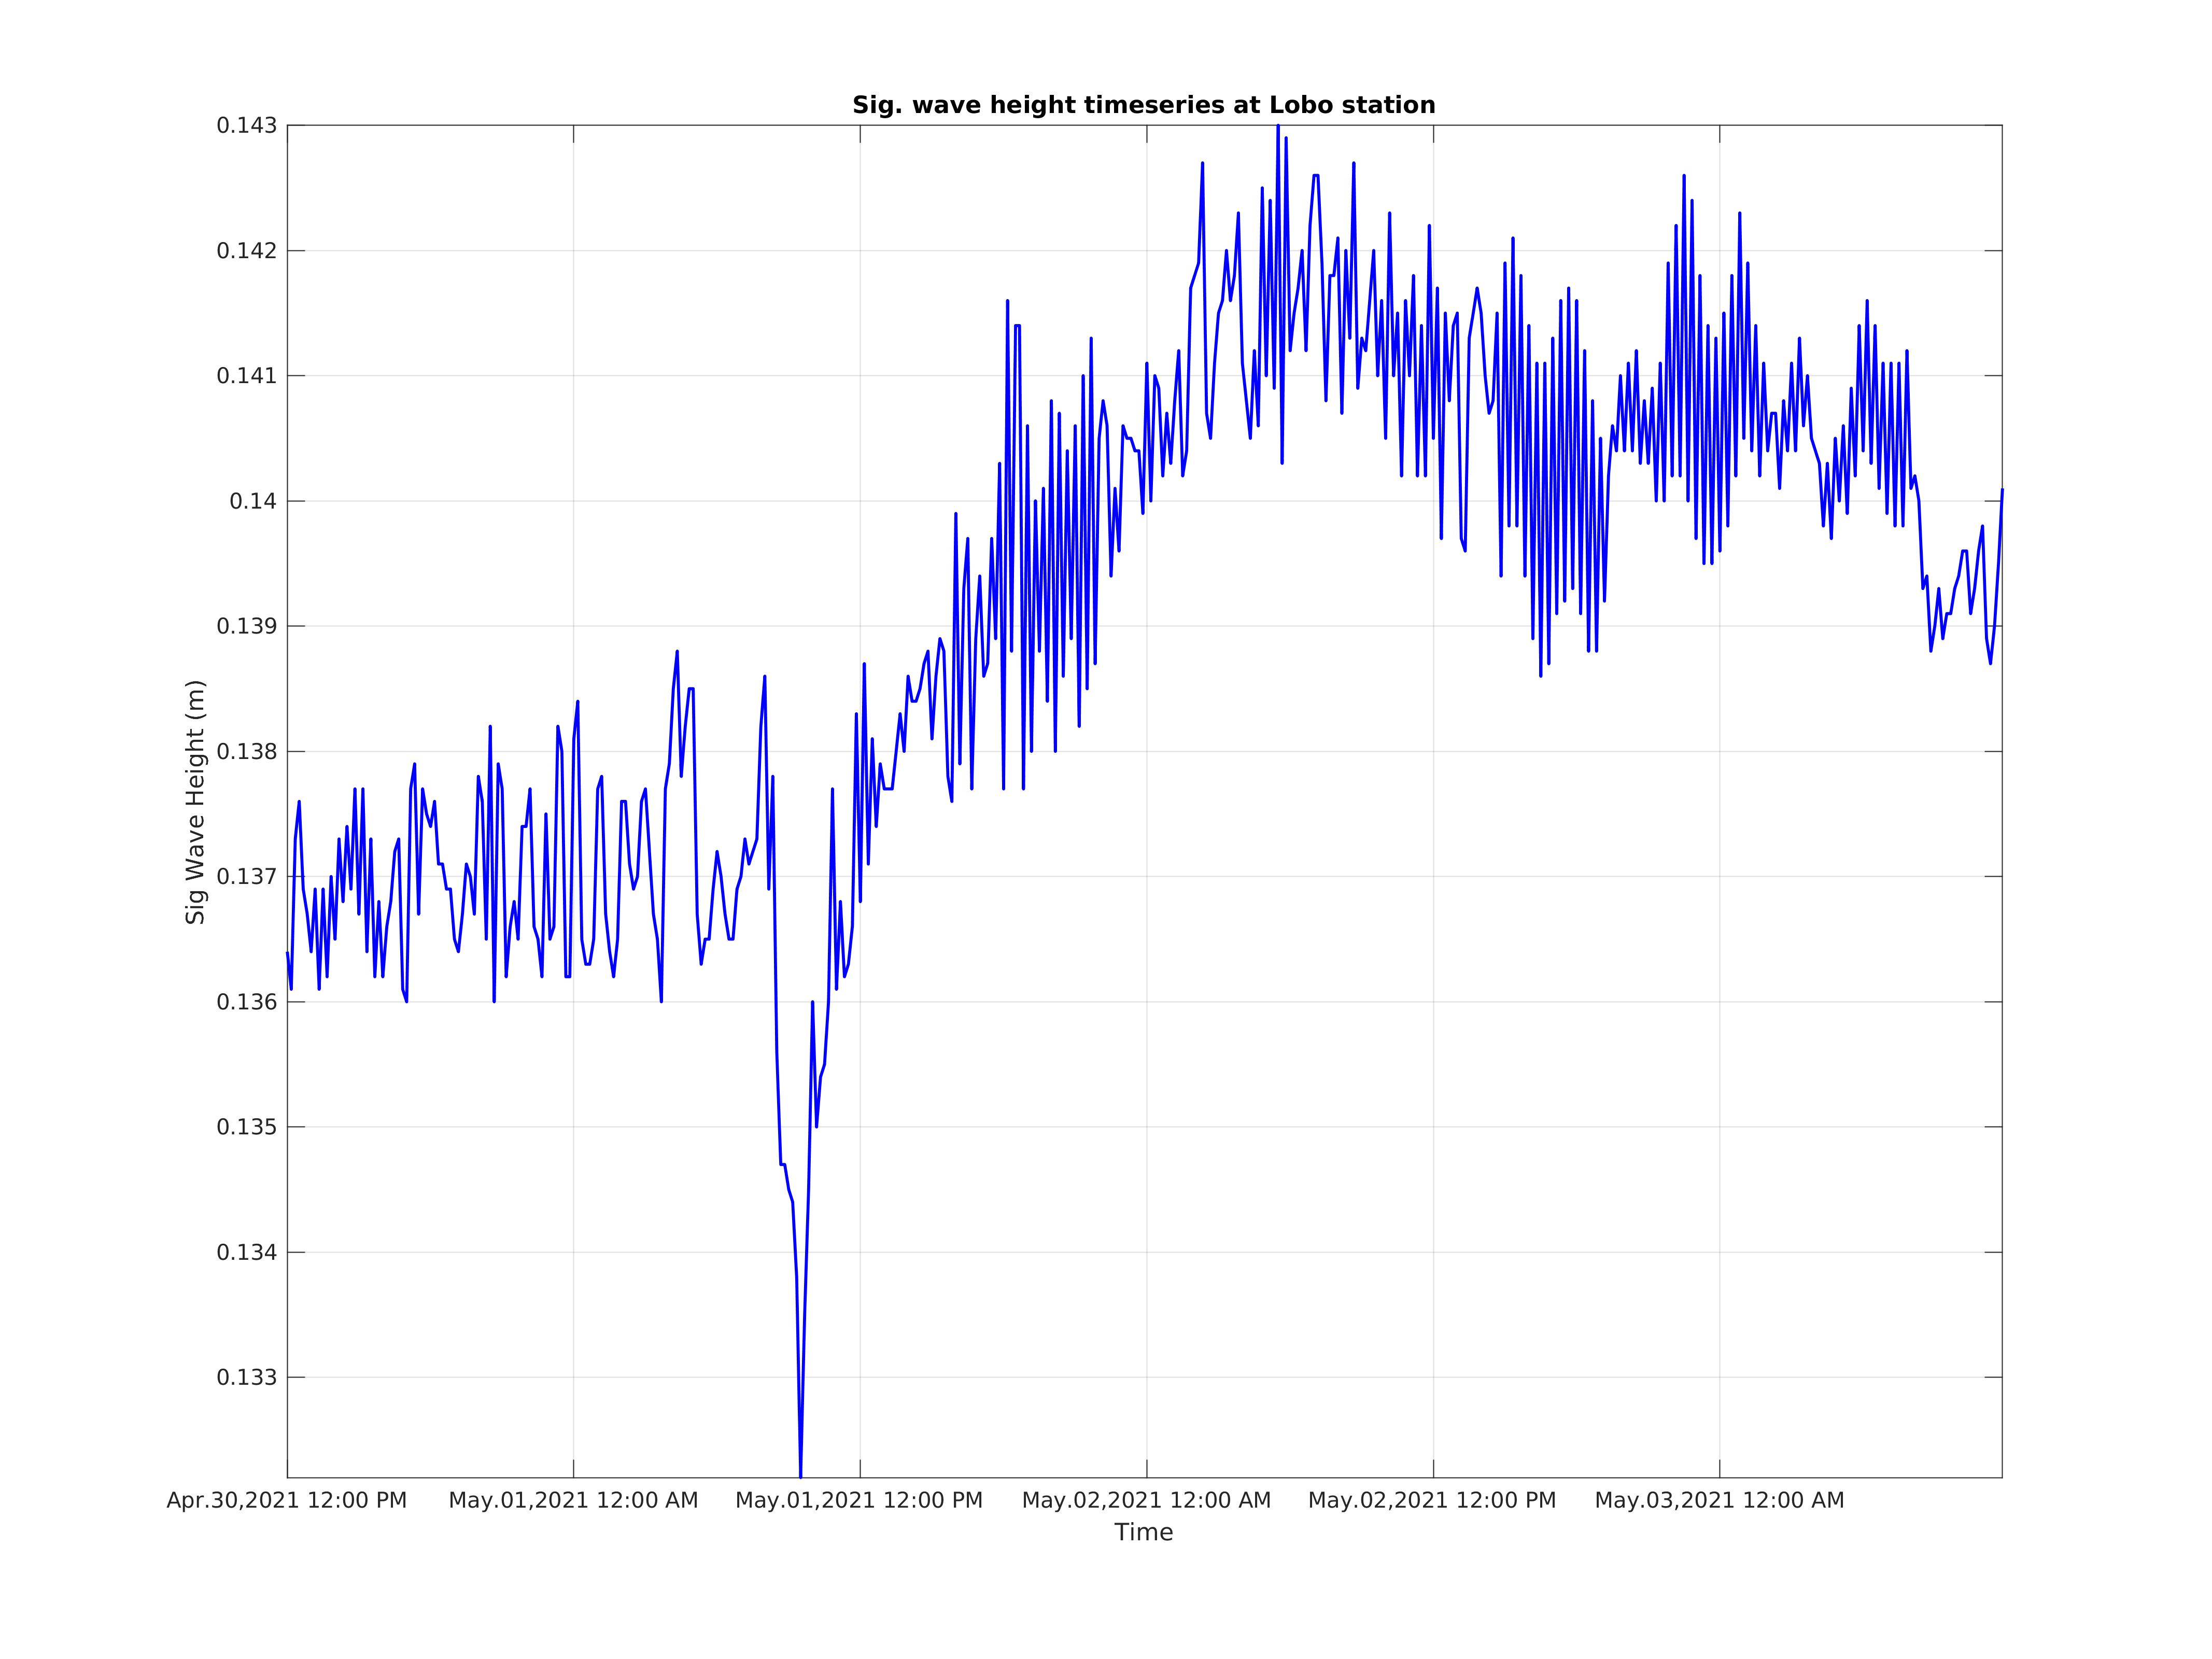 Sig. wave height timeseries at Lobo station
0.143
0.142
0.141
0.14
0.139
0.138
0.137
0.136
0.135
0.134
0.133
Sig Wave Height (m)
Apr.30,2021 12:00 PM May.01,2021 12:00 AM May.01,2021 12:00 PM May.02,2021 12:00 AM May.02,2021 12:00 PM May.03,2021 12:00 AM
Time